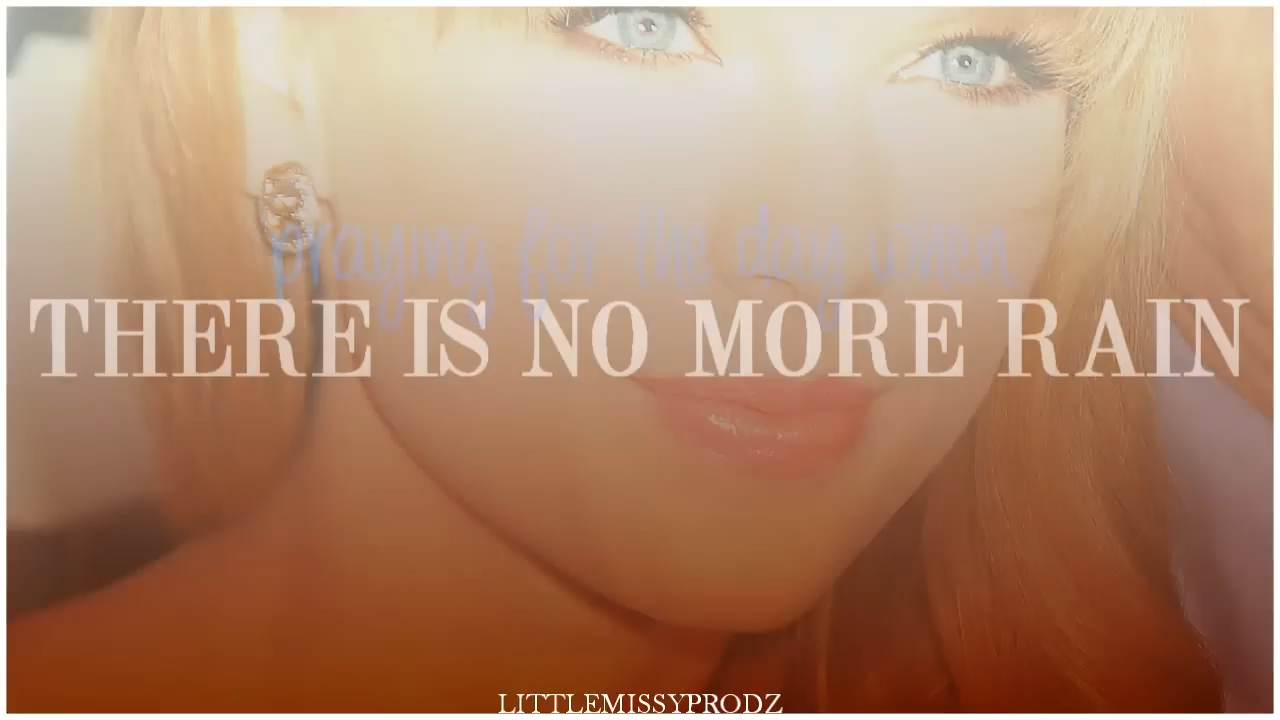 praying for the day when
THERE IS NO MORE RAIN
LITTLEMISSYPRODZ